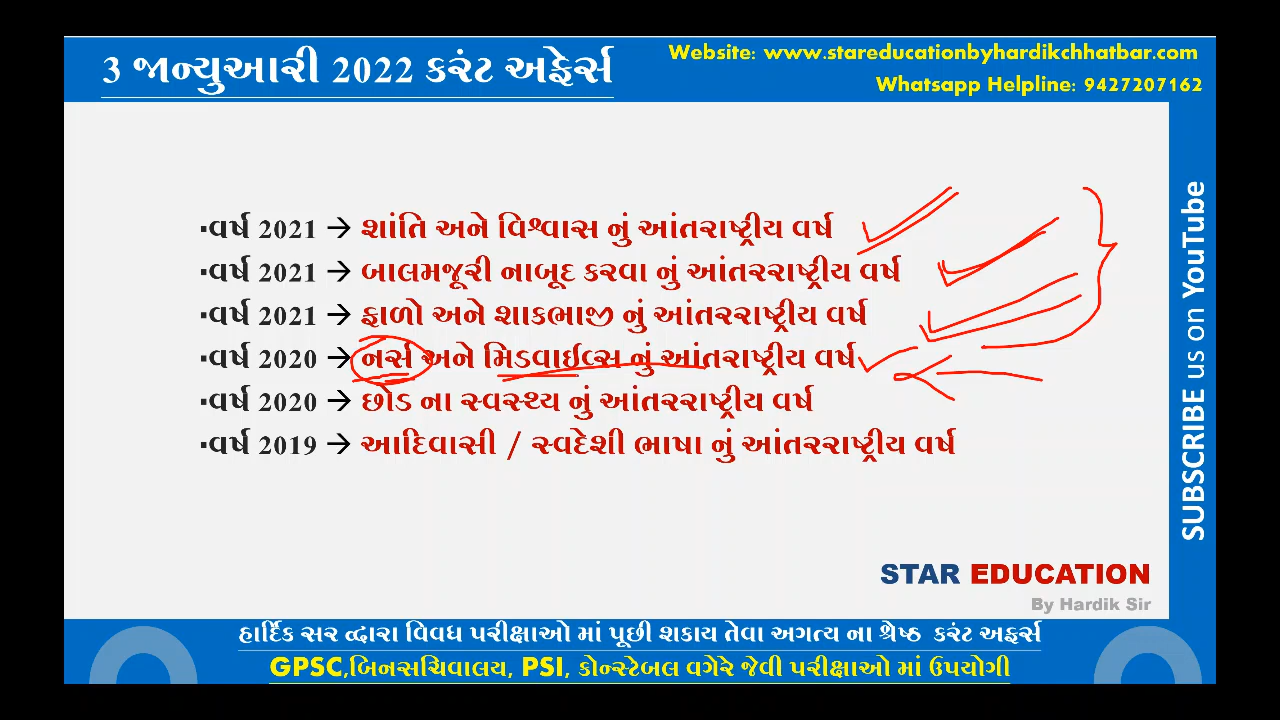 3 જાન્યુઆરી 2022 કરંટ અફેર્સ
Website: www.stareducationbyhardikchhatbar.com
Whatsapp Helpline: 9427207162
▪વર્ષ 2021 → શાંતિ અને વિશ્વાસ નું આંતરાષ્ટ્રીય વર્ષ
▪વર્ષ 2021 → બાલમજૂરી નાબૂદ કરવા નું આંતરરાષ્ટ્રીય વર્ષ
▪વર્ષ 2021 → ફાળો અને શાકભાજી નું આંતરરાષ્ટ્રીય વર્ષ
▪વર્ષ 2020 → નર્સ અને મિડવાઈલ્સ નું આંતરાષ્ટ્રીય વર્ષ
▪વર્ષ 2020 → છોડ ના સ્વસ્થ્ય નું આંતરરાષ્ટ્રીય વર્ષ
▪વર્ષ 2019 → આદિવાસી / સ્વદેશી ભાષા નું આંતરરાષ્ટ્રીય વર્ષ
SUBSCRIBE us on YouTube
STAR EDUCATION
By Hardik Sir
હાર્દિક સર દ્વારા વિવધ પરીક્ષાઓ માં પૂછી શકાય તેવા અગત્ય ના શ્રેષ્ઠ કરંટ અફર્સ
GPSC,બિનસચિવાલય, PSI, કોન્સ્ટેબલ વગેરે જેવી પરીક્ષાઓ માં ઉપયોગી